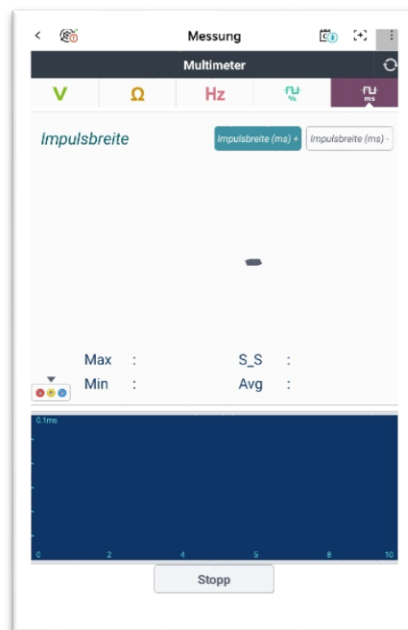 Messung
Multimeter
V Ω Hz % ms
Impulsbreite
Impulsbreite (ms) +
Impulsbreite (ms) -
Max : S_S :
Min : Avg :
0.1ms
0 2 4 6 8 10
Stopp